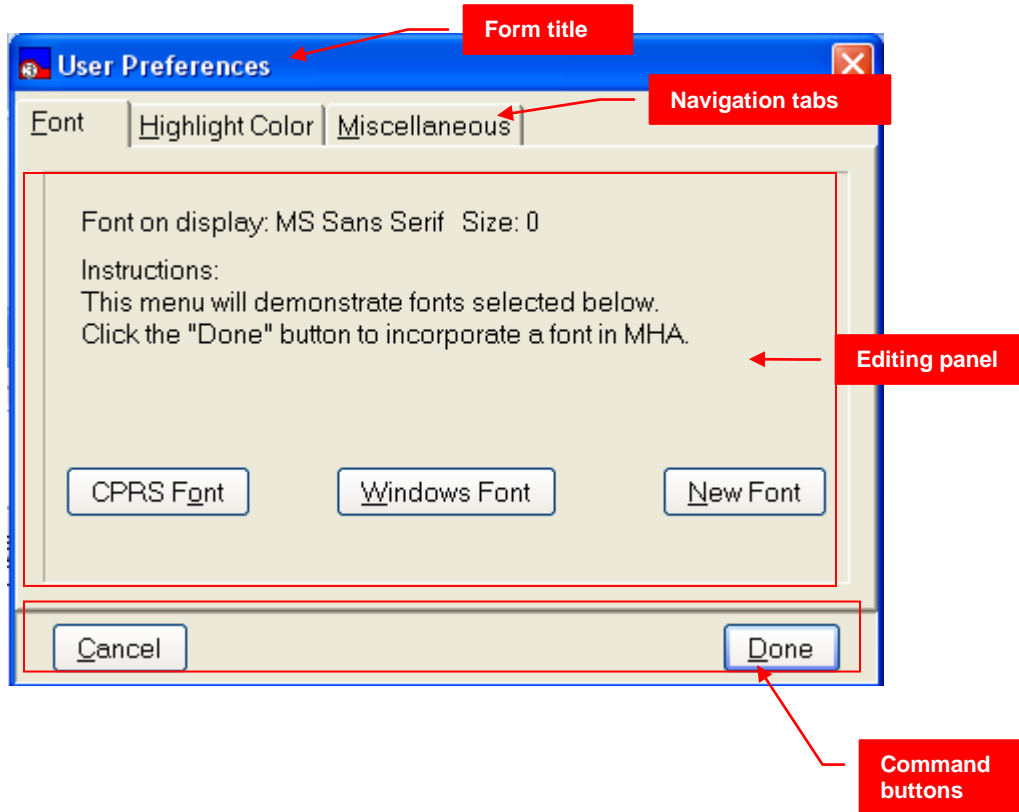 Form title
User Preferences
Navigation tabs
Font Highlight Color Miscellaneous
Font on display: MS Sans Serif Size: 0
Instructions:
This menu will demonstrate fonts selected below.
Click the "Done" button to incorporate a font in MHA.
Editing panel
CPRS Font Windows Font New Font
Cancel Done
Command
buttons